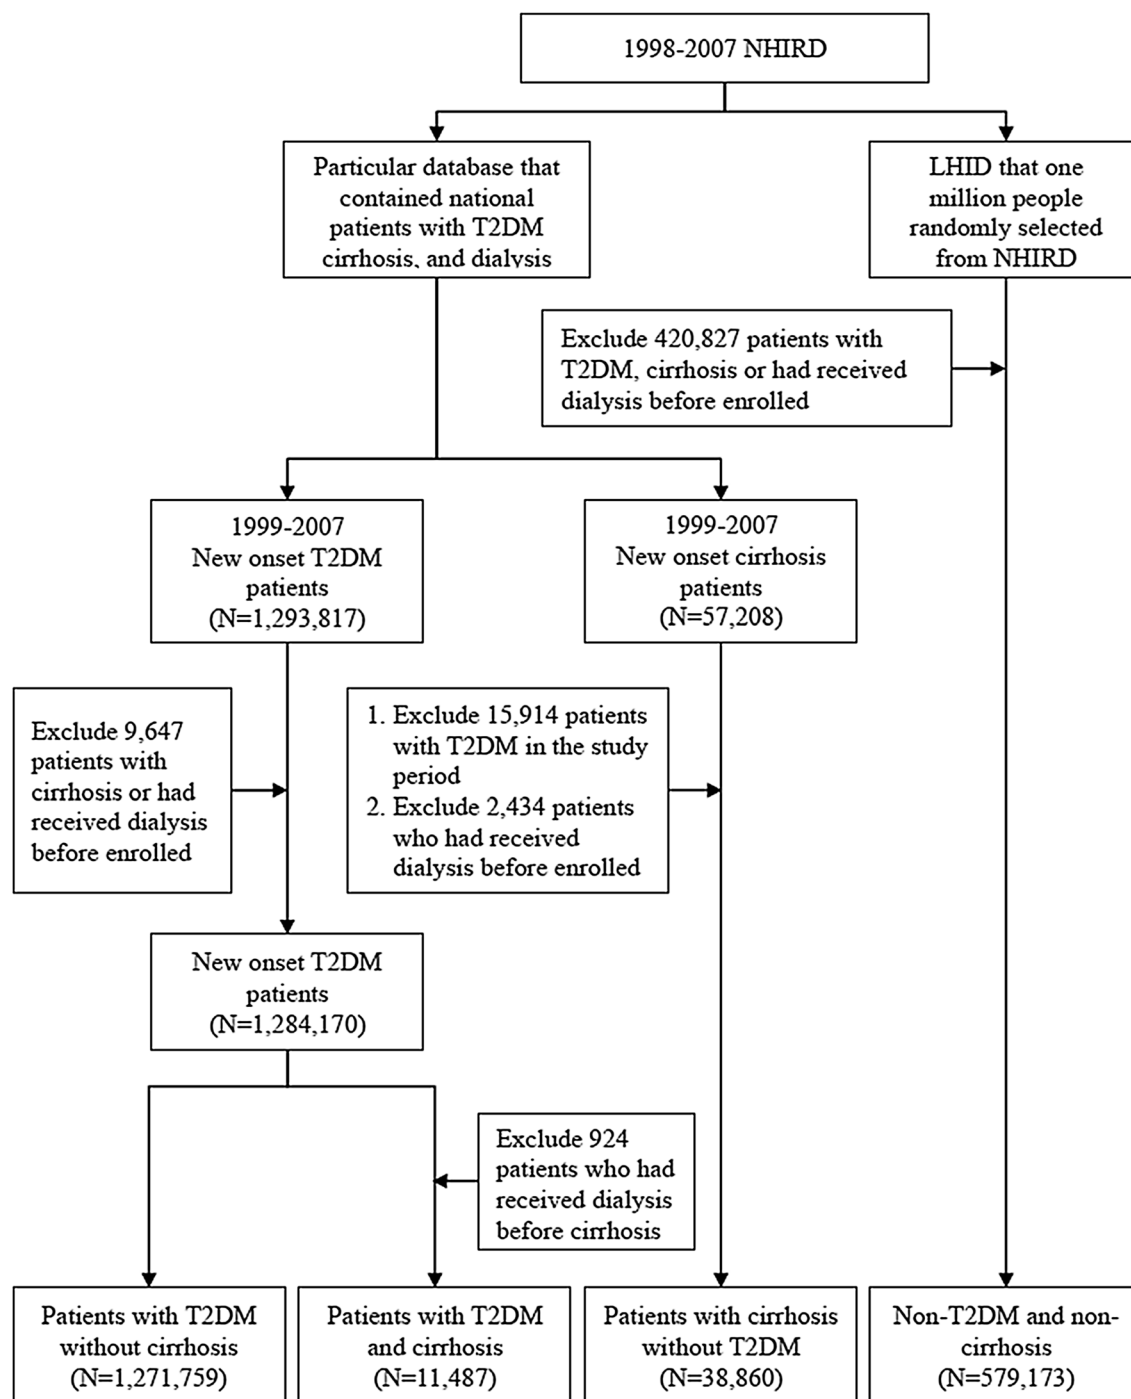 1998-2007 NHIRD
Particular database that
contained national
patients with T2DM
cirrhosis, and dialysis
LHID that one
million people
randomly selected
from NHIRD
Exclude 420,827 patients with
T2DM, cirrhosis or had received
dialysis before enrolled
1999-2007
New onset T2DM
patients
(N=1,293,817)
1999-2007
New onset cirrhosis
patients
(N=57,208)
Exclude 9,647
patients with
cirrhosis or had
received dialysis
before enrolled
1. Exclude 15,914 patients
with T2DM in the study
period
2. Exclude 2,434 patients
who had received
dialysis before enrolled
New onset T2DM
patients
(N=1,284,170)
Exclude 924
patients who had
received dialysis
before cirrhosis
Patients with T2DM
without cirrhosis
(N=1,271,759)
Patients with T2DM
and cirrhosis
(N=11,487)
Patients with cirrhosis
without T2DM
(N=38,860)
Non-T2DM and non-
cirrhosis
(N=579,173)